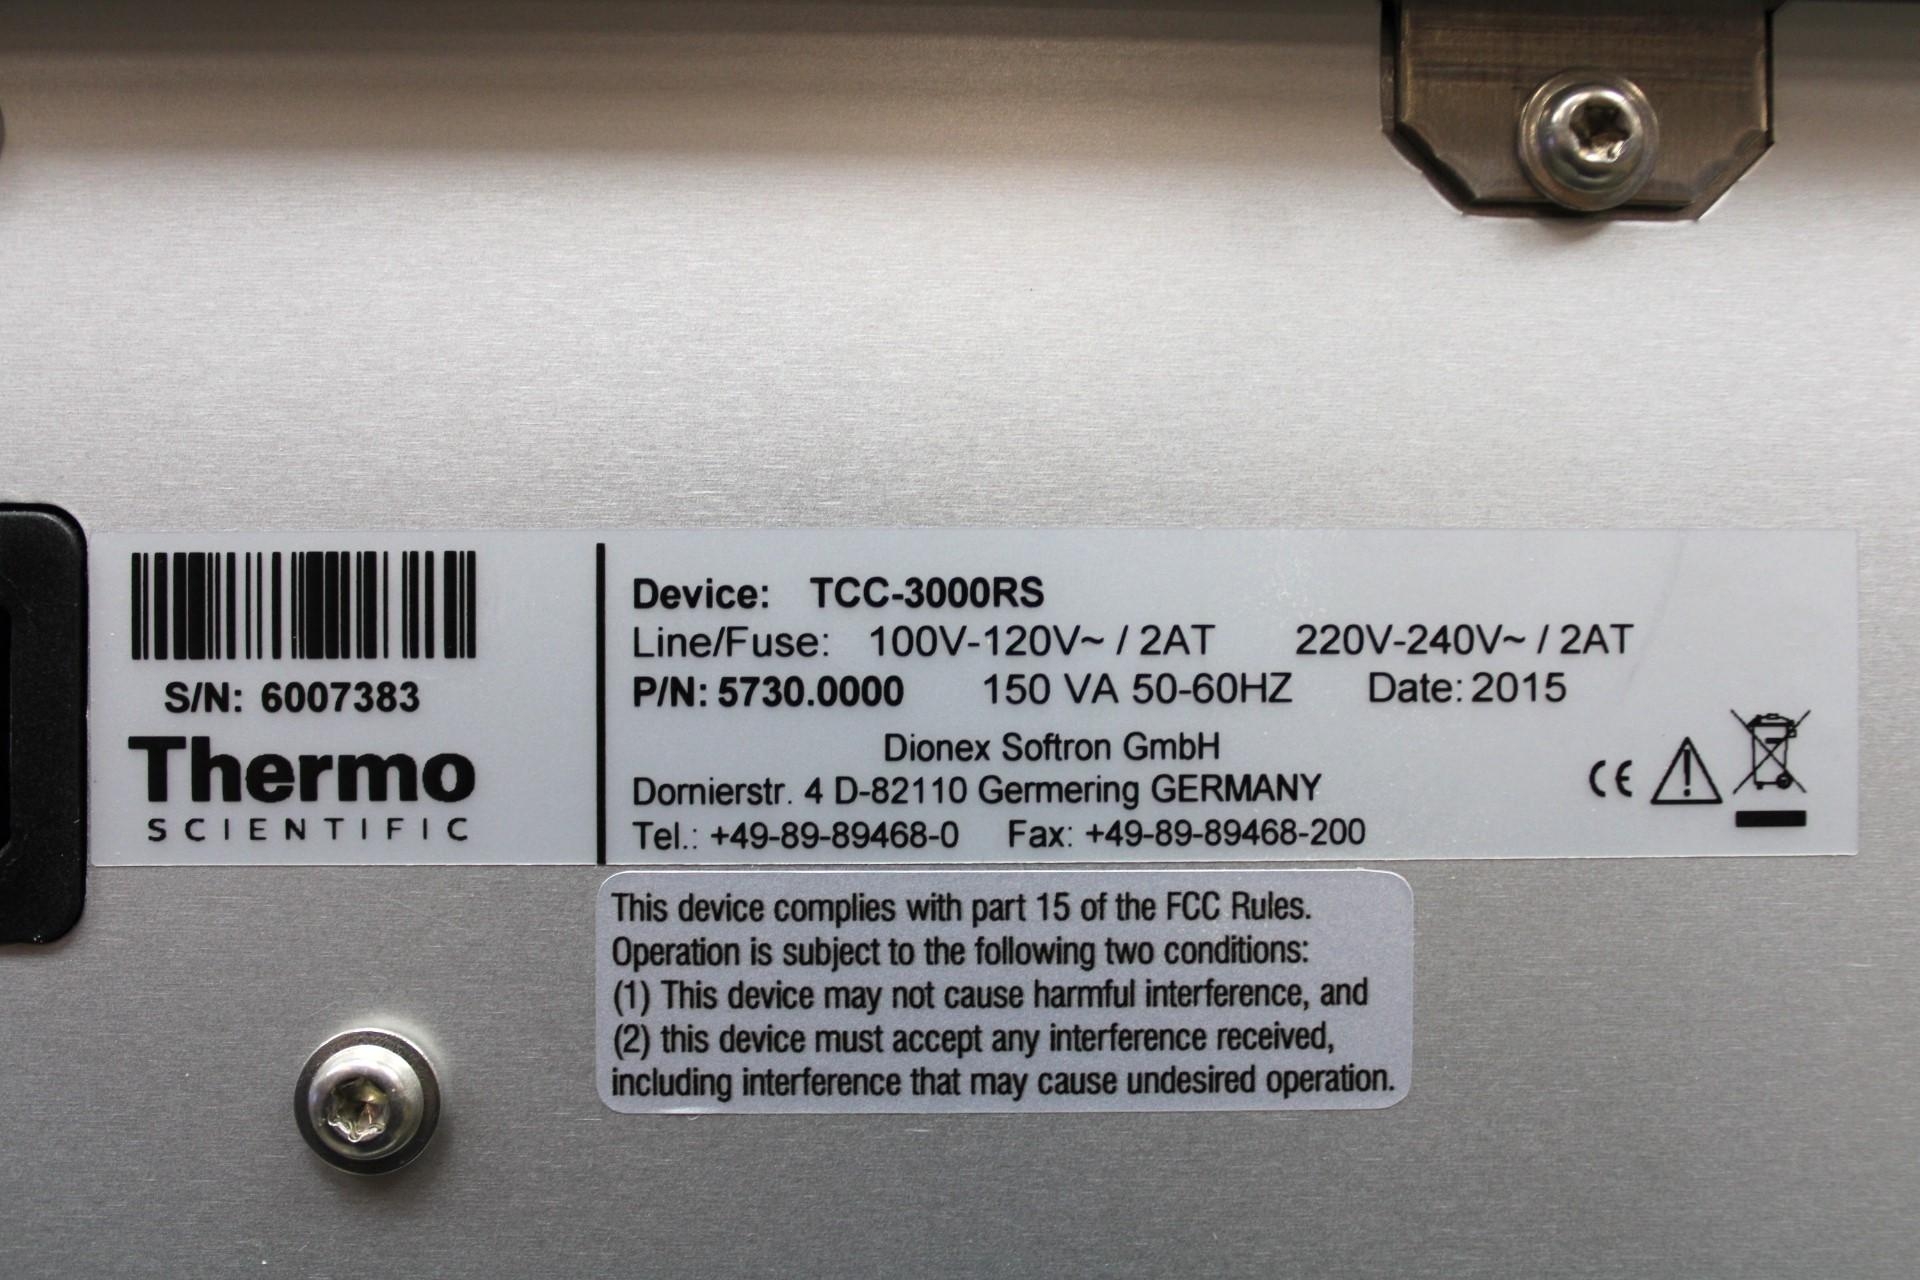 S/N: 6007383
Thermo
SCIENTIFIC
Device: TCC-3000RS
Line/Fuse: 100V-120V~ / 2AT 220V-240V~ / 2AT
P/N: 5730.0000 150 VA 50-60HZ Date: 2015
Dionex Softron GmbH
Dornierstr. 4 D-82110 Germering GERMANY
Tel.: +49-89-89468-0 Fax: +49-89-89468-200
CE
This device complies with part 15 of the FCC Rules.
Operation is subject to the following two conditions:
(1) This device may not cause harmful interference, and
(2) this device must accept any interference received,
including interference that may cause undesired operation.